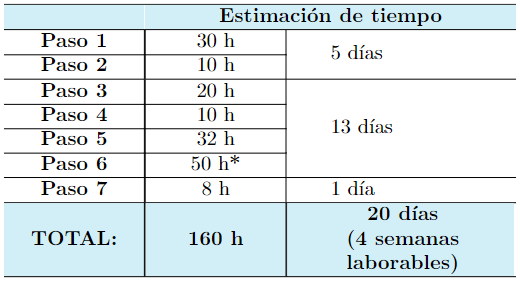 Estimación de tiempo
Paso 1 30 h
5 días
Paso 2 10 h
Paso 3 20 h
Paso 4 10 h
13 días
Paso 5 32 h
Paso 6 50 h*
Paso 7 8 h 1 día
20 días
TOTAL: 160 h (4 semanas
laborables)